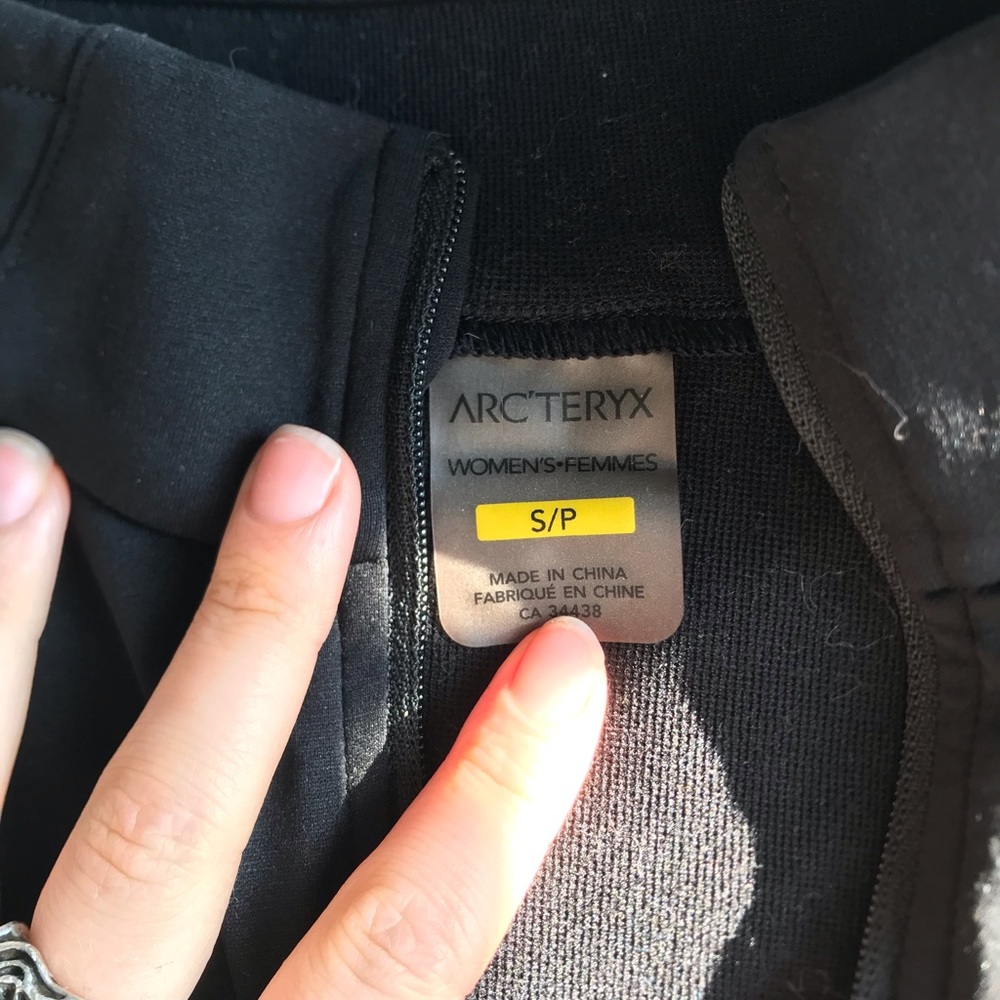 ARC'TERYX
WOMEN'S•FEMMES
S/P
MADE IN CHINA
FABRIQUÉ EN CHINE
CA 34438